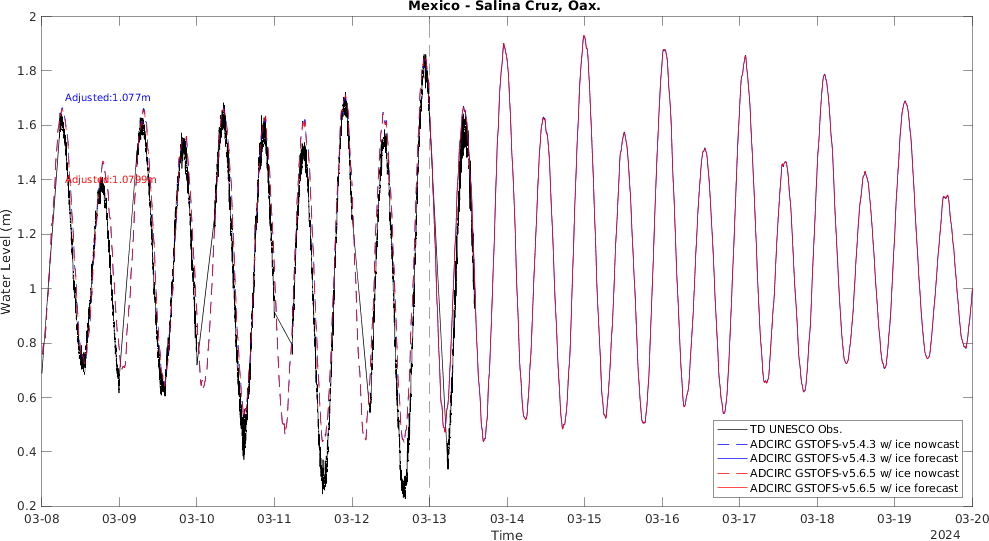 Mexico - Salina Cruz, Oax.
2
1.8
1.6
1.4
1.2
1
0.8
0.6
0.4
0.2
Water Level (m)
Adjusted:1.077m
Adjusted:1.0799m
TD UNESCO Obs.
ADCIRC GSTOFS-v5.4.3 w/ ice nowcast
ADCIRC GSTOFS-v5.4.3 w/ ice forecast
ADCIRC GSTOFS-v5.6.5 w/ ice nowcast
ADCIRC GSTOFS-v5.6.5 w/ ice forecast
03-08 03-09 03-10 03-11 03-12 03-13 03-14 03-15 03-16 03-17 03-18 03-19 03-20
Time
2024